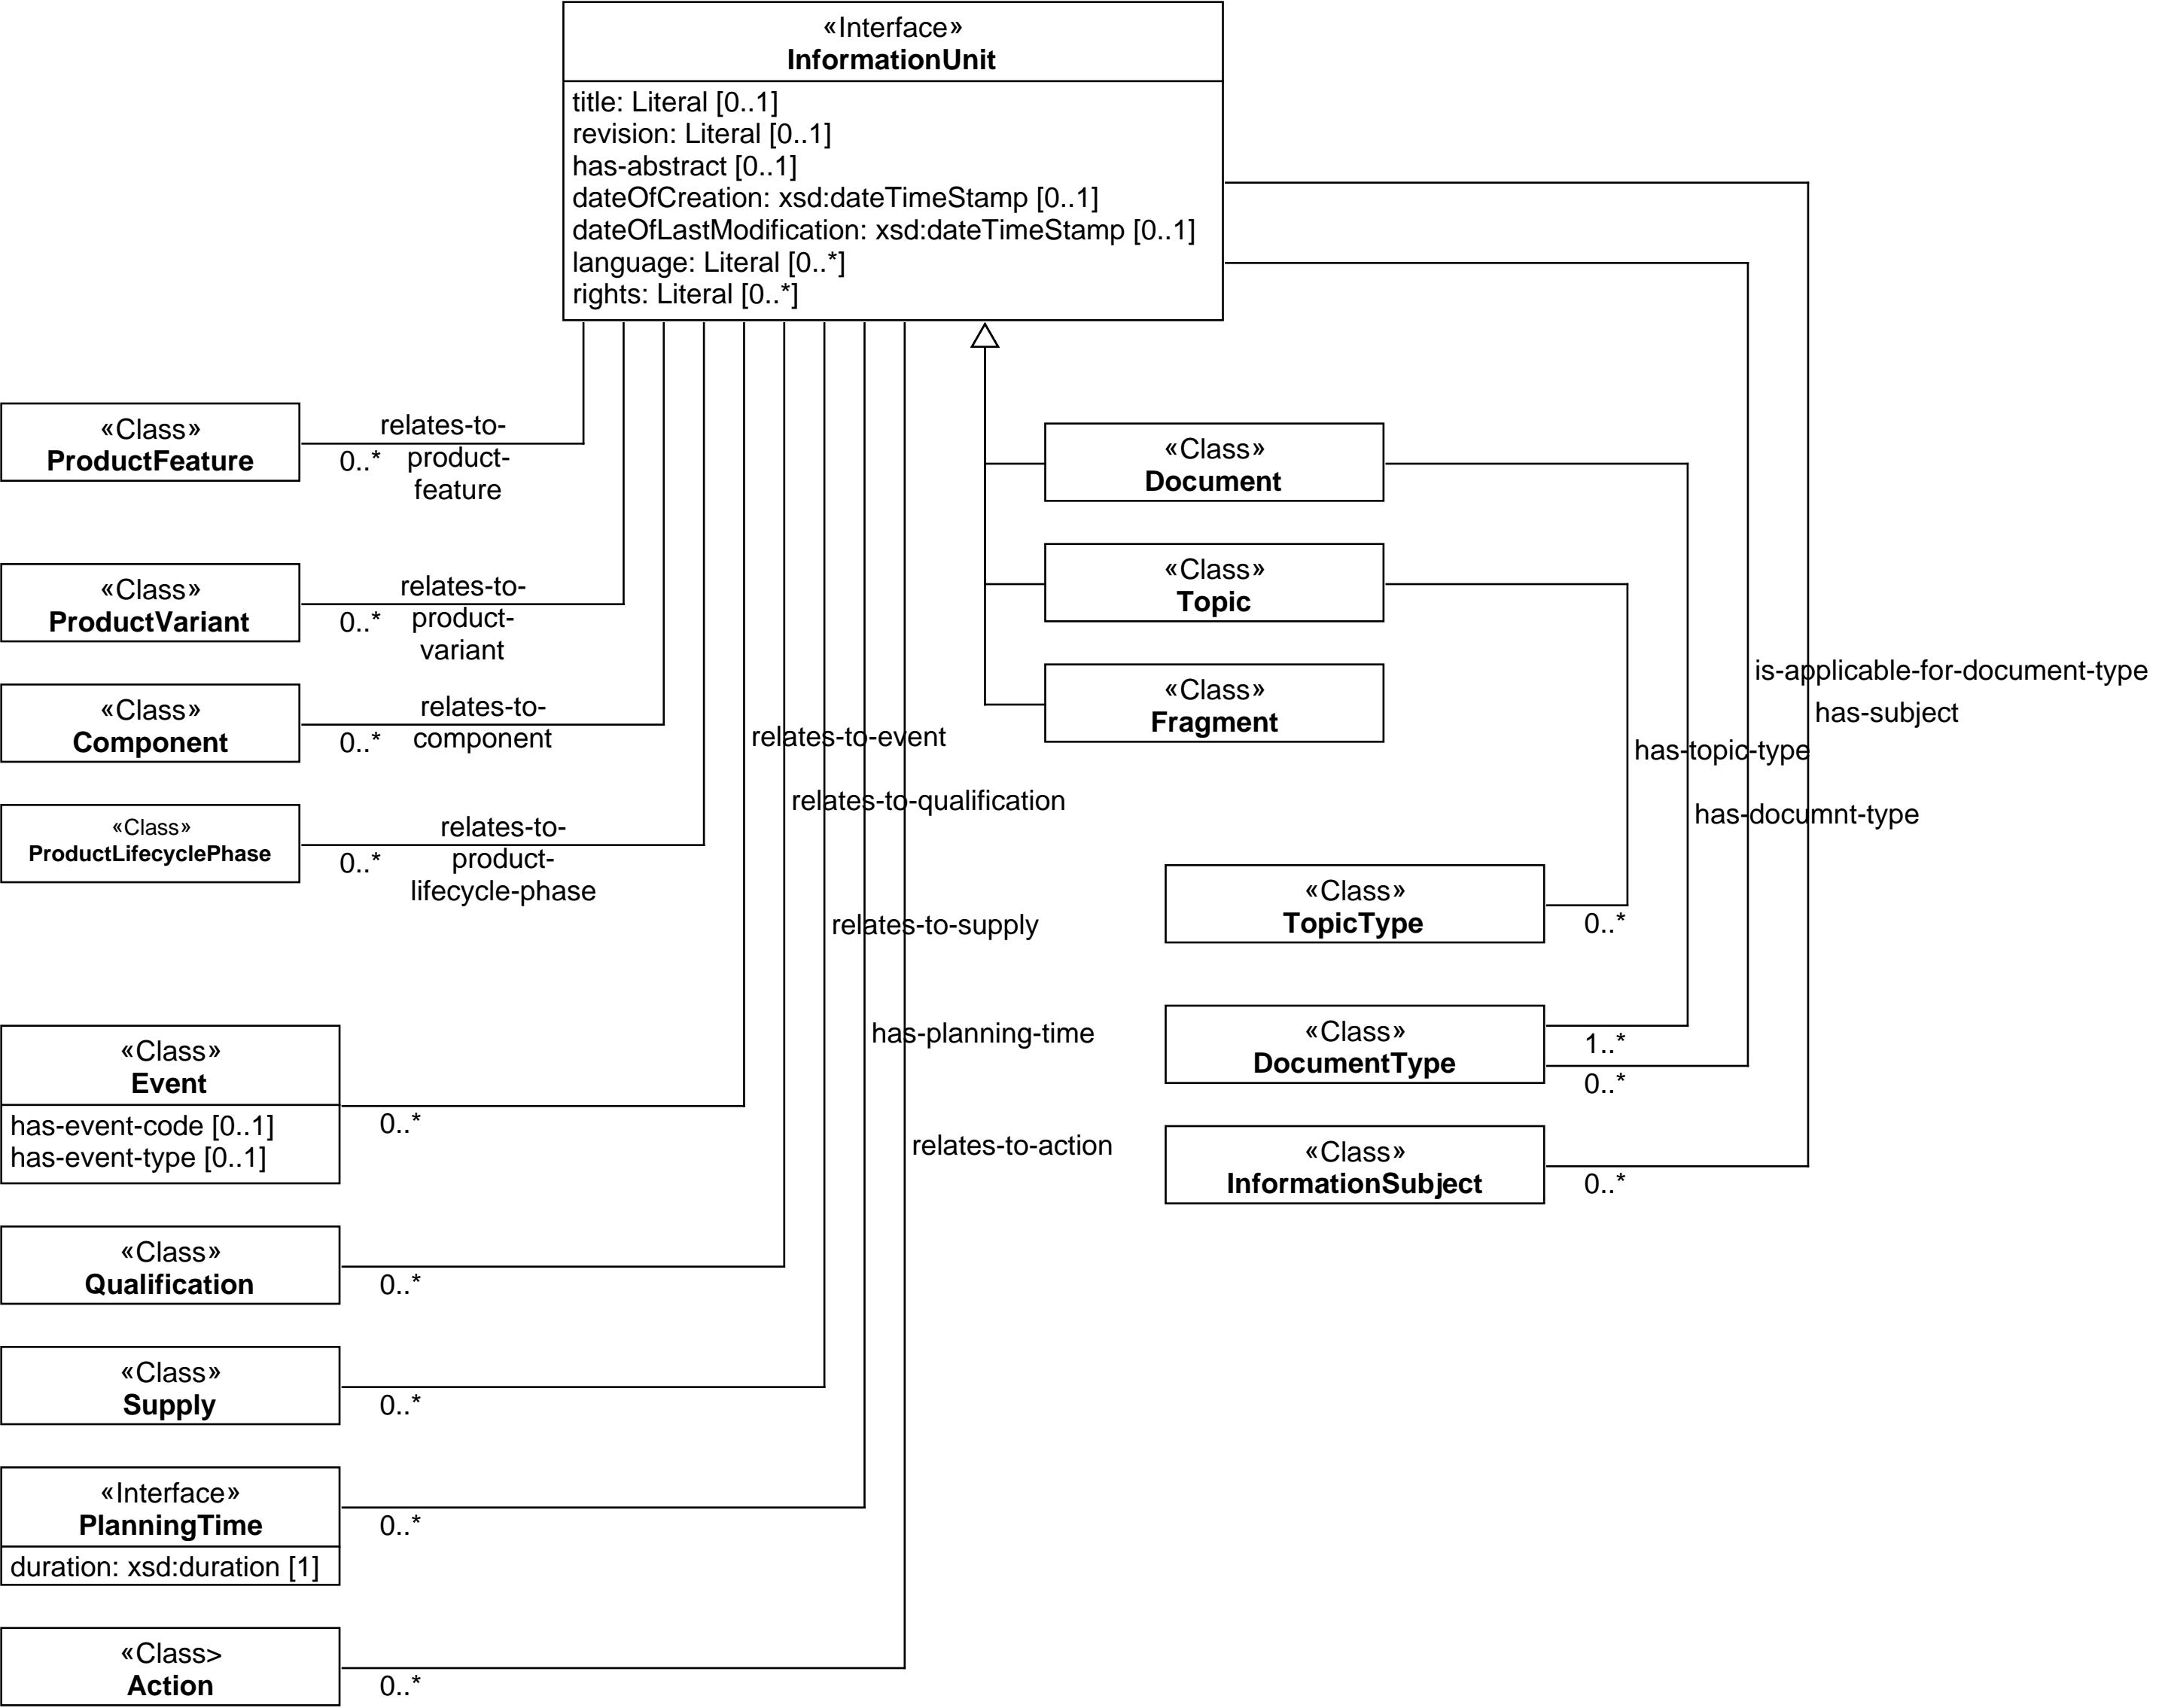 «Interface»
InformationUnit
title: Literal [0..1]
revision: Literal [0..1]
has-abstract [0..1]
dateOfCreation: xsd:dateTimeStamp [0..1]
dateOfLastModification: xsd:dateTimeStamp [0..1]
language: Literal [0..*]
rights: Literal [0..*]
«Class»
ProductFeature
0..*
relates-to-
product-
feature
«Class»
ProductVariant
0..*
relates-to-
product-
variant
«Class»
Component
0..*
relates-to-
component
«Class»
ProductLifecyclePhase
0..*
relates-to-
product-
lifecycle-phase
«Class»
Document
«Class»
Topic
«Class»
Fragment
is-applicable-for-document-type
has-subject
has-topic-type
has-documnt-type
relates-to-event
relates-to-qualification
relates-to-supply
has-planning-time
relates-to-action
«Class»
TopicType
0..*
«Class»
DocumentType
1..*
0..*
«Class»
InformationSubject
0..*
«Class»
Event
has-event-code [0..1]
has-event-type [0..1]
0..*
«Class»
Qualification
0..*
«Class»
Supply
0..*
«Interface»
PlanningTime
duration: xsd:duration [1]
0..*
«Class>
Action
0..*